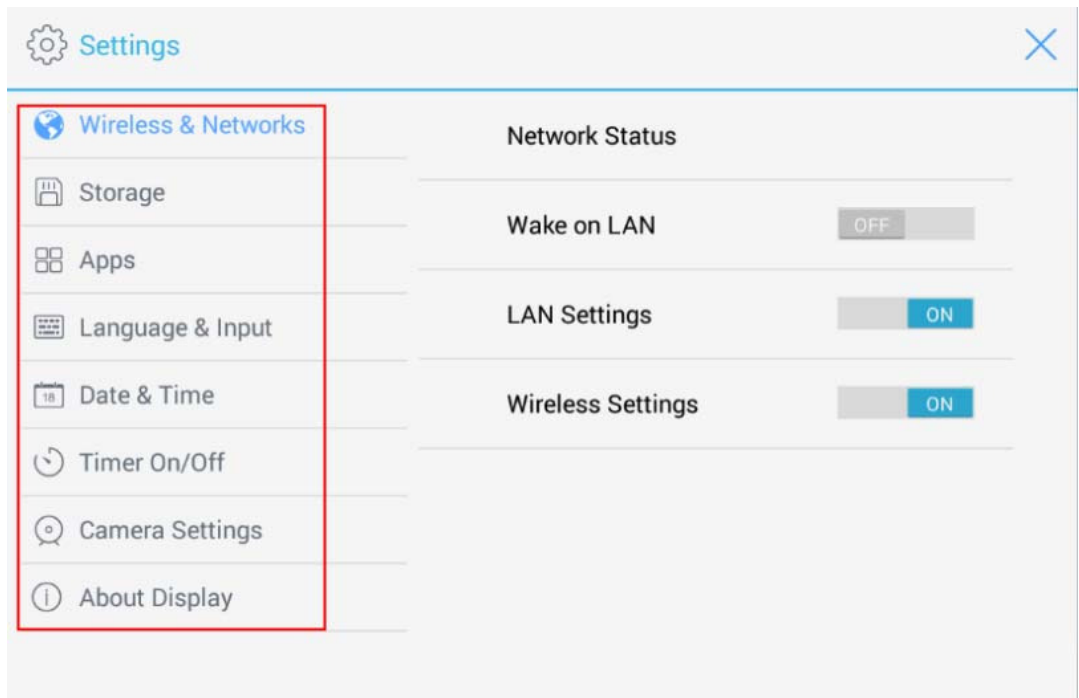 Settings
Wireless & Networks
Storage
Apps
Language & Input
18
Date & Time
Timer On/Off
Camera Settings
About Display
Network Status
Wake on LAN OFF
LAN Settings ON
Wireless Settings ON